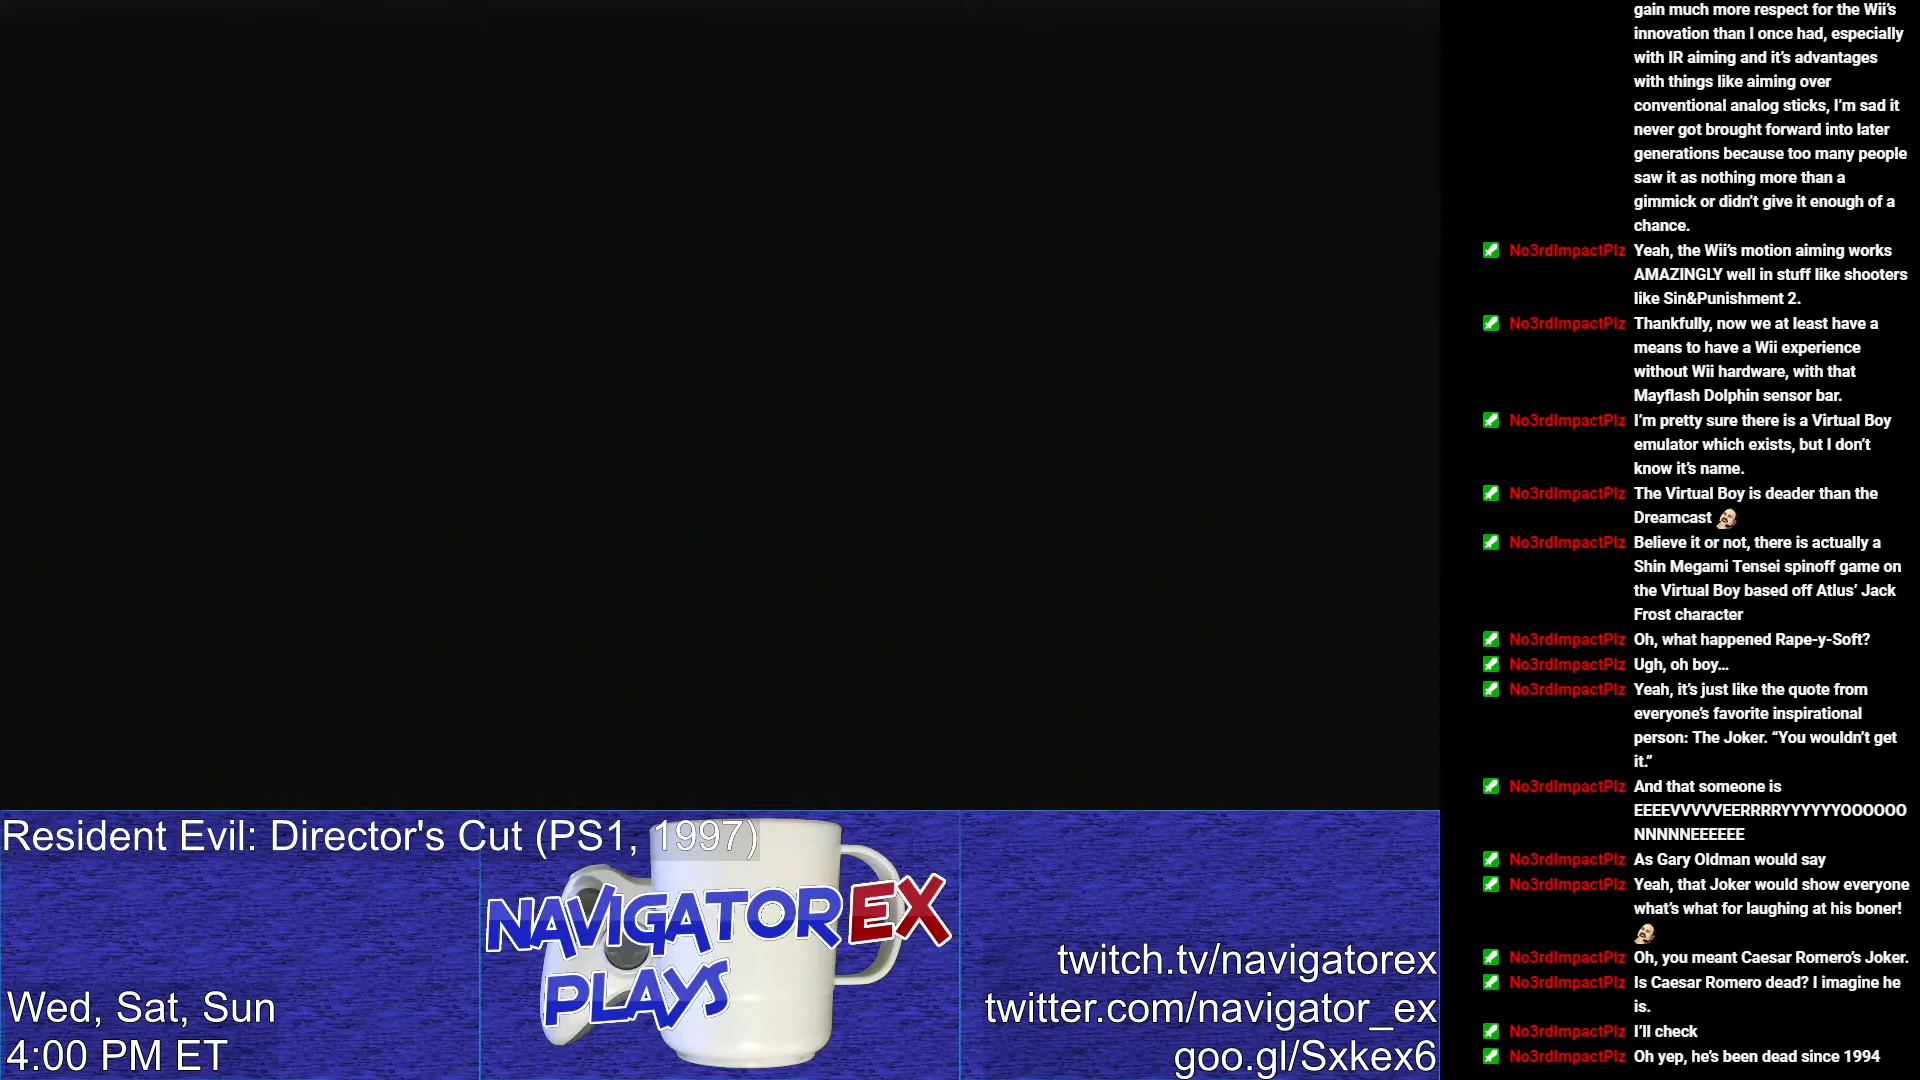 gain much more respect for the Wii's
innovation than I once had, especially
with IR aiming and it's advantages
with things like aiming over
conventional analog sticks, I'm sad it
never got brought forward into later
generations because too many people
saw it as nothing more than a
gimmick or didn't give it enough of a
chance.
No3rdImpactPlz Yeah, the Wii's motion aiming works
AMAZINGLY well in stuff like shooters
like Sin&Punishment 2.
No3rdImpactPlz Thankfully, now we at least have a
means to have a Wii experience
without Wii hardware, with that
Mayflash Dolphin sensor bar.
No3rdImpactPlz I'm pretty sure there is a Virtual Boy
emulator which exists, but I don't
know it's name.
No3rdImpactPlz The Virtual Boy is deader than the
Dreamcast
No3rdImpactPlz Believe it or not, there is actually a
Shin Megami Tensei spinoff game on
the Virtual Boy based off Atlus' Jack
Frost character
No3rdImpactPlz Oh, what happened Rape-y-Soft?
No3rdImpactPlz Ugh, oh boy...
No3rdImpactPlz Yeah, it's just like the quote from
everyone's favorite inspirational
person: The Joker. "You wouldn't get
it."
No3rdImpactPlz And that someone is
EEEEVVVVVEERRRRYYYYYYOOOOOO
NNNNNEEEEEE
No3rdImpactPlz As Gary Oldman would say
No3rdImpactPlz Yeah, that Joker would show everyone
what's what for laughing at his boner!
No3rdImpactPlz Oh, you meant Caesar Romero's Joker.
No3rdImpactPlz Is Caesar Romero dead? I imagine he
is.
No3rdImpactPlz I'll check
No3rdImpactPlz Oh yep, he's been dead since 1994
Resident Evil: Director's Cut (PS1, 1997)
NAVIGATOR EX
PLAYS
Wed, Sat, Sun
4:00 PM ET
twitch.tv/navigatorex
twitter.com/navigator_ex
goo.gl/Sxkex6